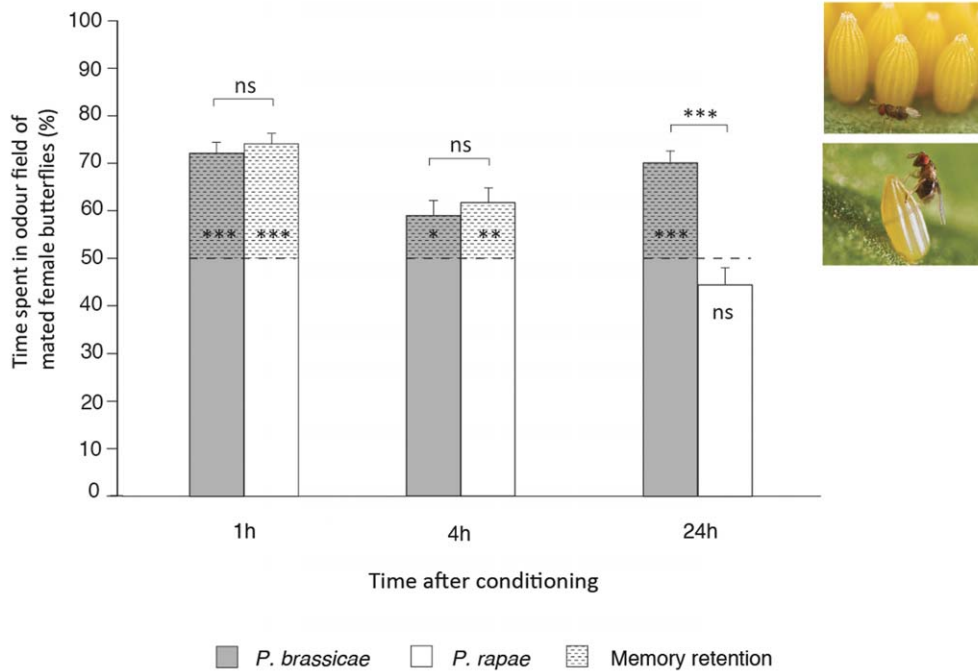 Time spent in odour field of
mated female butterflies (%)
100
90
80
70
60
50
40
30
20
10
0
ns
*** ***
ns
* **
***
***
ns
1h 4h 24h
Time after conditioning
P. brassicae P. rapae Memory retention